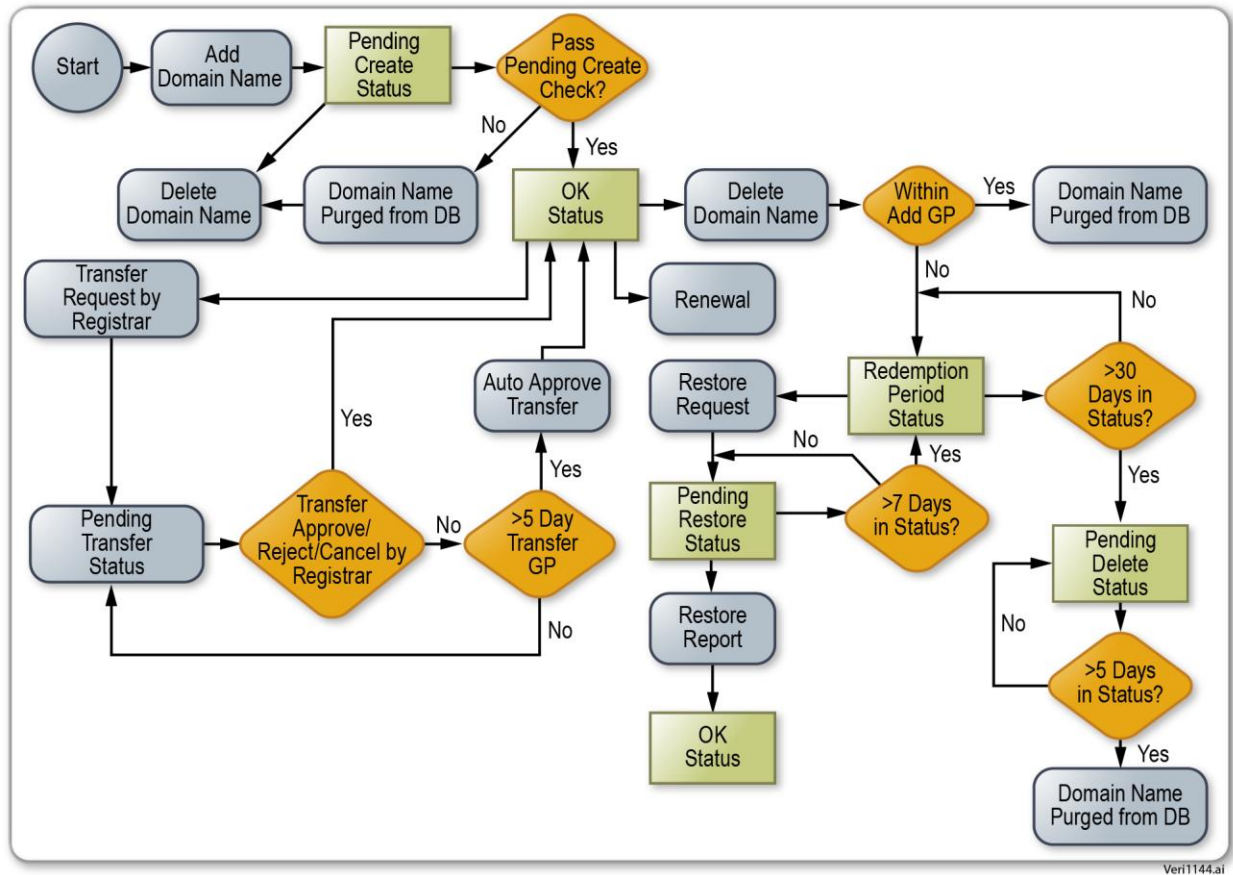 Start
Add
Domain Name
Pending
Create
Status
Pass
Pending Create
Check?
No
Yes
Delete
Domain Name
Domain Name
Purged from DB
OK
Status
Delete
Domain Name
Within
Add GP
Yes
Domain Name
Purged from DB
No
Transfer
Request by
Registrar
Renewal
No
Auto Approve
Transfer
Restore
Request
Redemption
Period
Status
>30
Days in
Status?
Yes
Yes
No
Yes
Yes
Pending
Transfer
Status
Transfer
Approve/
Reject/Cancel by
Registrar
No
>5 Day
Transfer
GP
Pending
Restore
Status
>7 Days
in Status?
Pending
Delete
Status
No
Restore
Report
No
>5 Days
in Status?
OK
Status
Yes
Domain Name
Purged from DB
Veri1144.ai